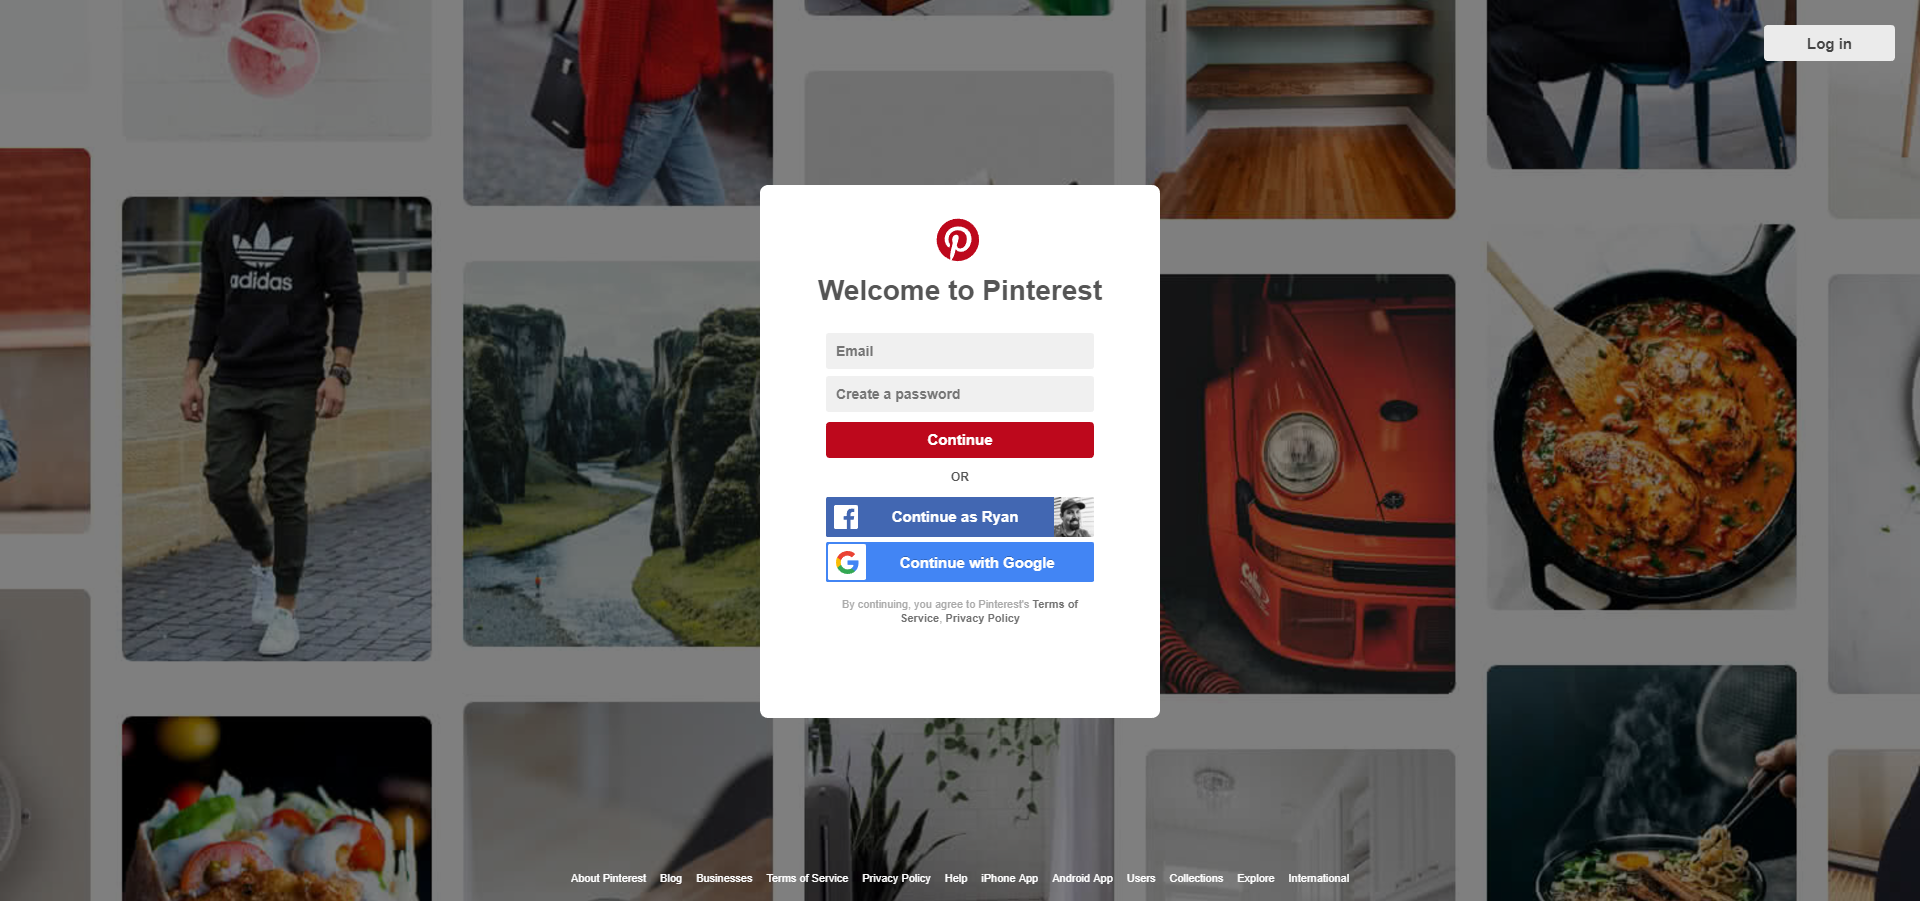 Log in
adidas
Welcome to Pinterest
Email
Create a password
Continue
OR
Continue as Ryan
Continue with Google
By continuing, you agree to Pinterest's Terms of
Service, Privacy Policy
About Pinterest Blog Businesses Terms of Service Privacy Policy Help iPhone App Android App Users Collections Explore International